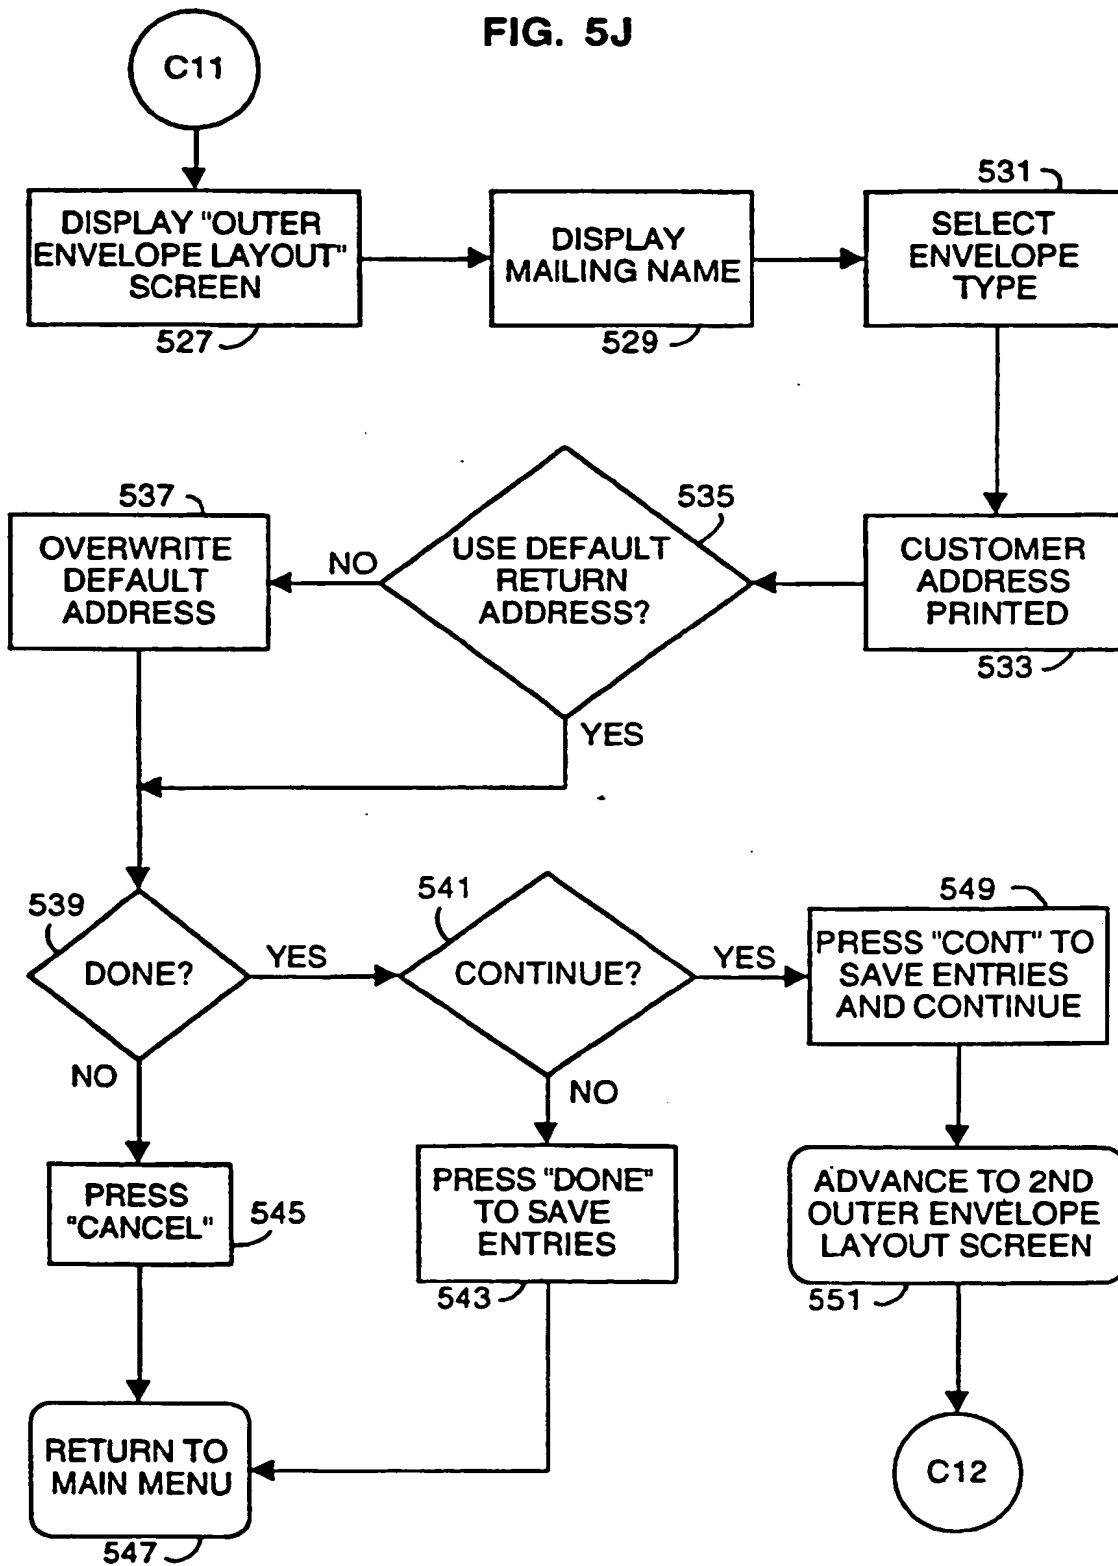 FIG. 5J
C11
DISPLAY "OUTER
ENVELOPE LAYOUT"
SCREEN
527
DISPLAY
MAILING NAME
529
531
SELECT
ENVELOPE
TYPE
CUSTOMER
ADDRESS
PRINTED
533
535
USE DEFAULT
RETURN
ADDRESS?
NO
YES
537
OVERWRITE
DEFAULT
ADDRESS
539
DONE?
YES
NO
541
CONTINUE?
YES
NO
549
PRESS "CONT" TO
SAVE ENTRIES
AND CONTINUE
PRESS
"CANCEL"
545
PRESS "DONE"
TO SAVE
ENTRIES
543
ADVANCE TO 2ND
OUTER ENVELOPE
LAYOUT SCREEN
551
RETURN TO
MAIN MENU
547
C12